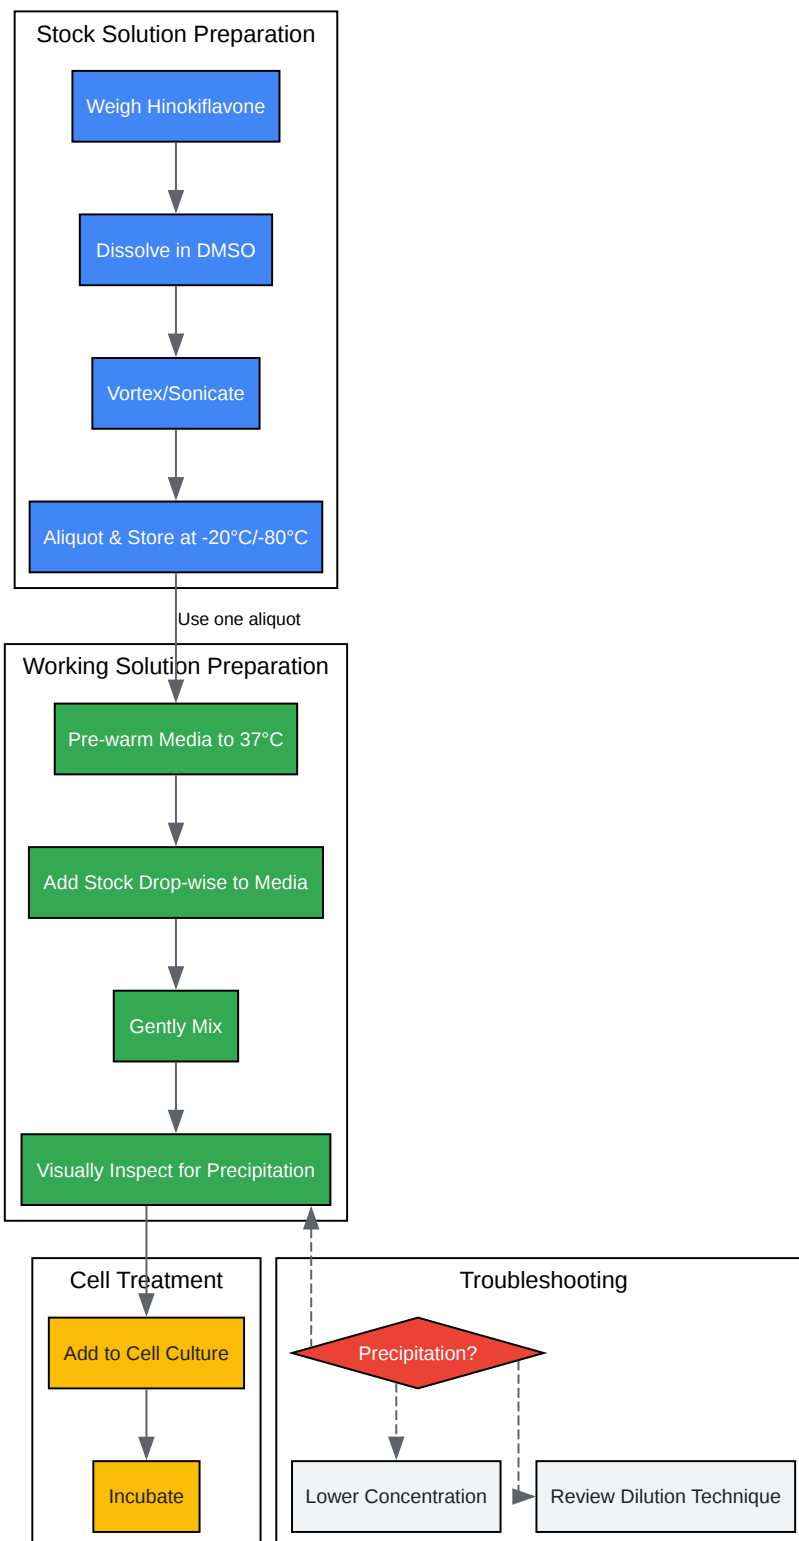 Stock Solution Preparation
Weigh Hinokiflavone
Dissolve in DMSO
Vortex/Sonicate
Aliquot & Store at -20°C/-80°C
Use one aliquot
Working Solution Preparation
Pre-warm Media to 37°C
Add Stock Drop-wise to Media
Gently Mix
Visually Inspect for Precipitation
Cell Treatment
Add to Cell Culture
Incubate
Troubleshooting
Precipitation?
Lower Concentration
Review Dilution Technique